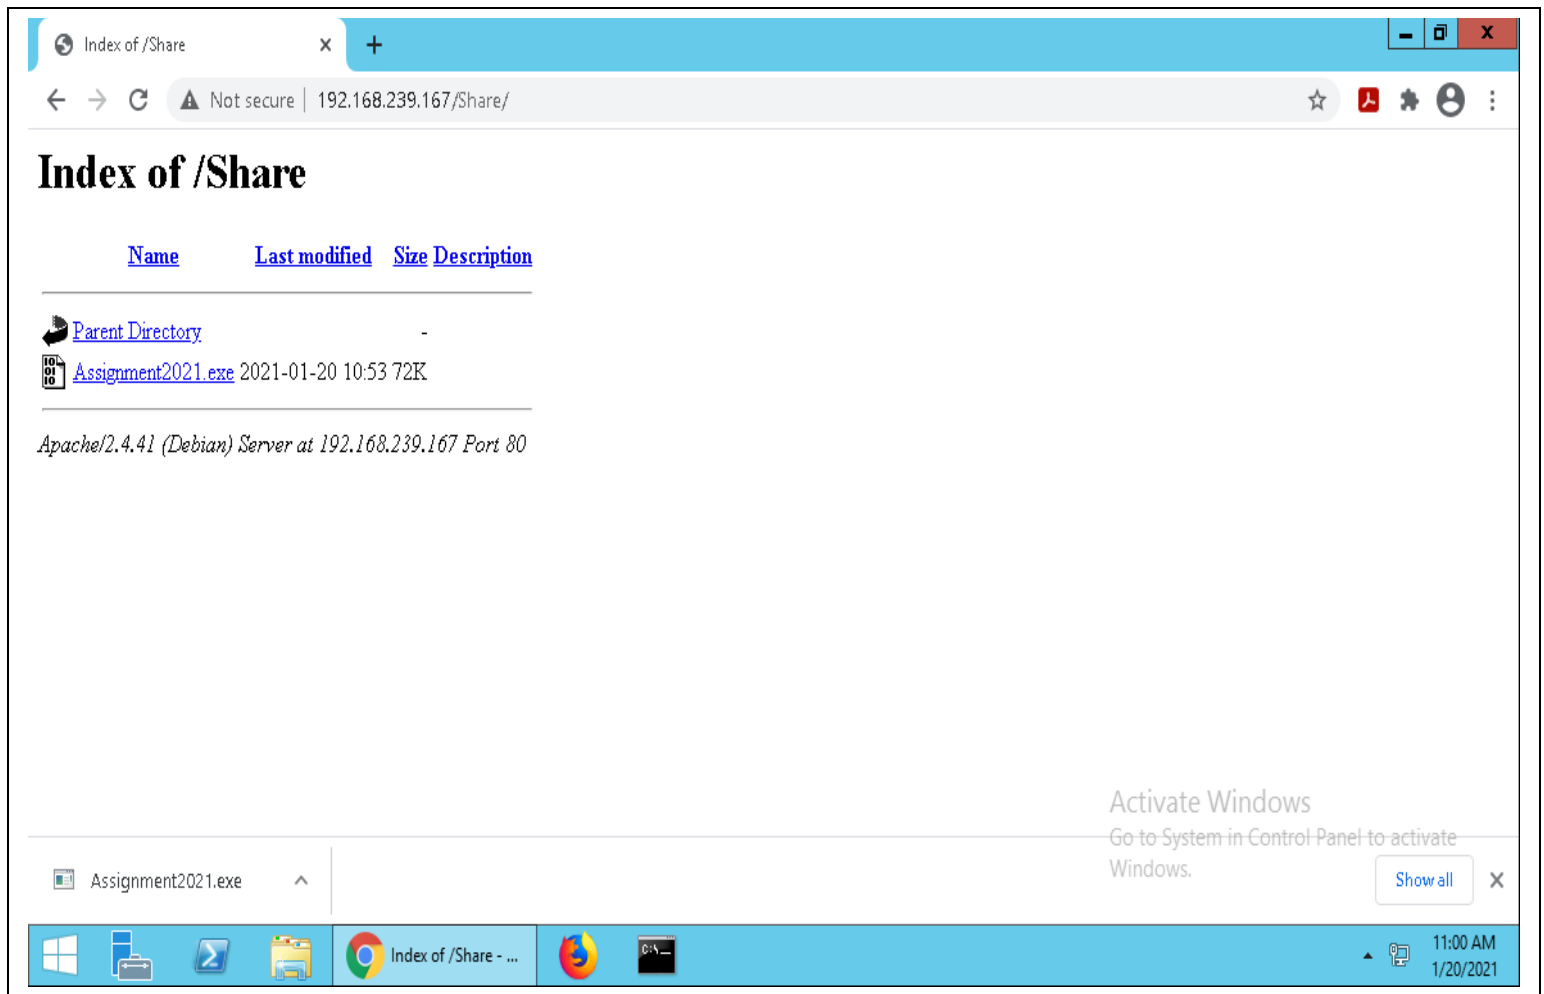 Index of /Share
Not secure | 192.168.239.167/Share/
Index of /Share
Name Last modified Size Description
Parent Directory -
Assignment2021.exe 2021-01-20 10:53 72K
Apache/2.4.41 (Debian) Server at 192.168.239.167 Port 80
Activate Windows
Go to System in Control Panel to activate
Windows.
Assignment2021.exe
Show all
Index of /Share - ...
C:\_
11:00 AM
1/20/2021